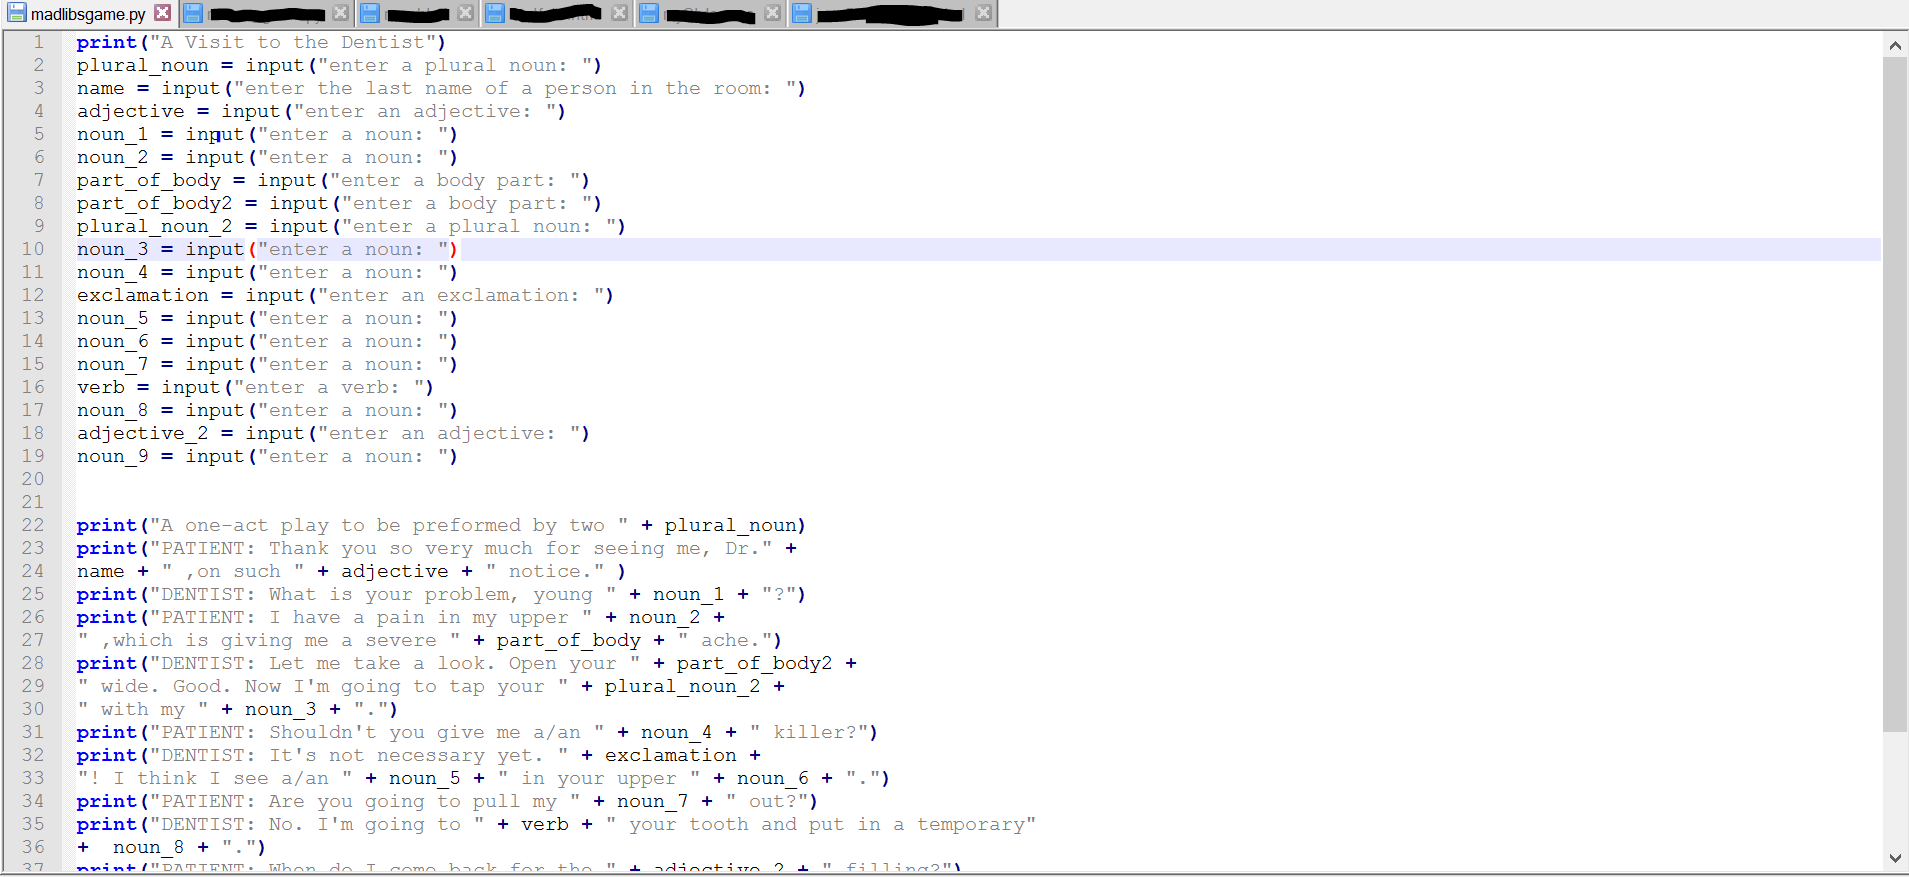 madlibsgame.py
1 print("A Visit to the Dentist")
2 plural_noun = input("enter a plural noun: ")
3 name = input("enter the last name of a person in the room: ")
4 adjective = input("enter an adjective: ")
5 noun_1 = input("enter a noun: ")
6 noun_2 = input("enter a noun: ")
7 part_of_body = input("enter a body part: ")
8 part_of_body2 = input("enter a body part: ")
9 plural_noun_2 = input("enter a plural noun: ")
10 noun_3 = input("enter a noun: ")
11 noun_4 = input("enter a noun: ")
12 exclamation = input("enter an exclamation: ")
13 noun_5 = input("enter a noun: ")
14 noun_6 = input("enter a noun: ")
15 noun_7 = input("enter a noun: ")
16 verb = input("enter a verb: ")
17 noun_8 = input("enter a noun: ")
18 adjective_2 = input("enter an adjective: ")
19 noun_9 = input("enter a noun: ")
20
21
22 print("A one-act play to be preformed by two " + plural_noun)
23 print("PATIENT: Thank you so very much for seeing me, Dr." +
24 name + " ,on such " + adjective + " notice." )
25 print("DENTIST: What is your problem, young " + noun_1 + "?")
26 print("PATIENT: I have a pain in my upper " + noun_2 +
27 " ,which is giving me a severe " + part_of_body + " ache.")
28 print("DENTIST: Let me take a look. Open your " + part_of_body2 +
29 " wide. Good. Now I'm going to tap your " + plural_noun_2 +
30 " with my " + noun_3 + ".")
31 print("PATIENT: Shouldn't you give me a/an " + noun_4 + " killer?")
32 print("DENTIST: It's not necessary yet. " + exclamation +
33 "! I think I see a/an " + noun_5 + " in your upper " + noun_6 + ".")
34 print("PATIENT: Are you going to pull my " + noun_7 + " out?")
35 print("DENTIST: No. I'm going to " + verb + " your tooth and put in a temporary"
36 +  noun_8 + ".")
37 print("PATIENT: When do I come back for the " + adjective_2 + " filling?")